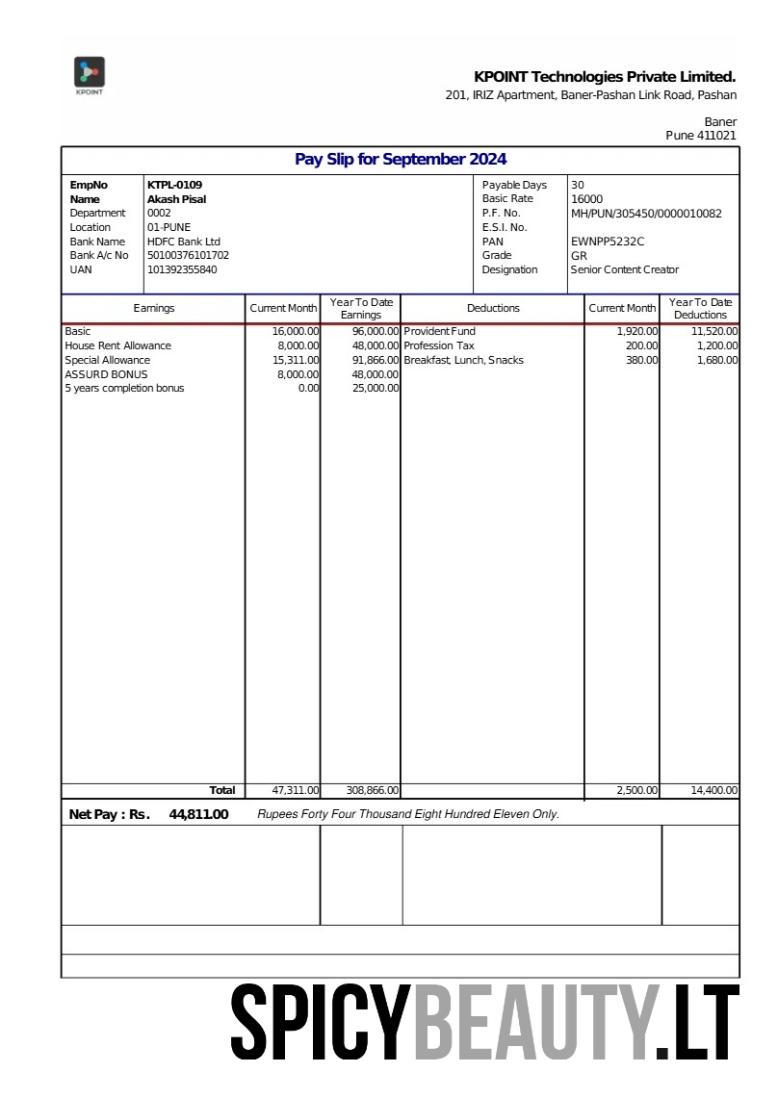 KPOINT
KPOINT Technologies Private Limited.
201, IRIZ Apartment, Baner-Pashan Link Road, Pashan
Baner
Pune 411021
Pay Slip for September 2024
EmpNo KTPL-0109 Payable Days 30
Name Akash Pisal Basic Rate 16000
Department 0002 P.F. No. MH/PUN/305450/0000010082
Location 01-PUNE E.S.I. No.
Bank Name HDFC Bank Ltd PAN EWNPP5232C
Bank A/c No 50100376101702 Grade GR
UAN 101392355840 Designation Senior Content Creator
Earnings Current Month Year To Date Earnings Deductions Current Month Year To Date Deductions
Basic 16,000.00 96,000.00 Provident Fund 1,920.00 11,520.00
House Rent Allowance 8,000.00 48,000.00 Profession Tax 200.00 1,200.00
Special Allowance 15,311.00 91,866.00 Breakfast, Lunch, Snacks 380.00 1,680.00
ASSURD BONUS 8,000.00 48,000.00
5 years completion bonus 0.00 25,000.00
Total 47,311.00 308,866.00 2,500.00 14,400.00
Net Pay : Rs. 44,811.00 Rupees Forty Four Thousand Eight Hundred Eleven Only.
SPICYBEAUTY.LT